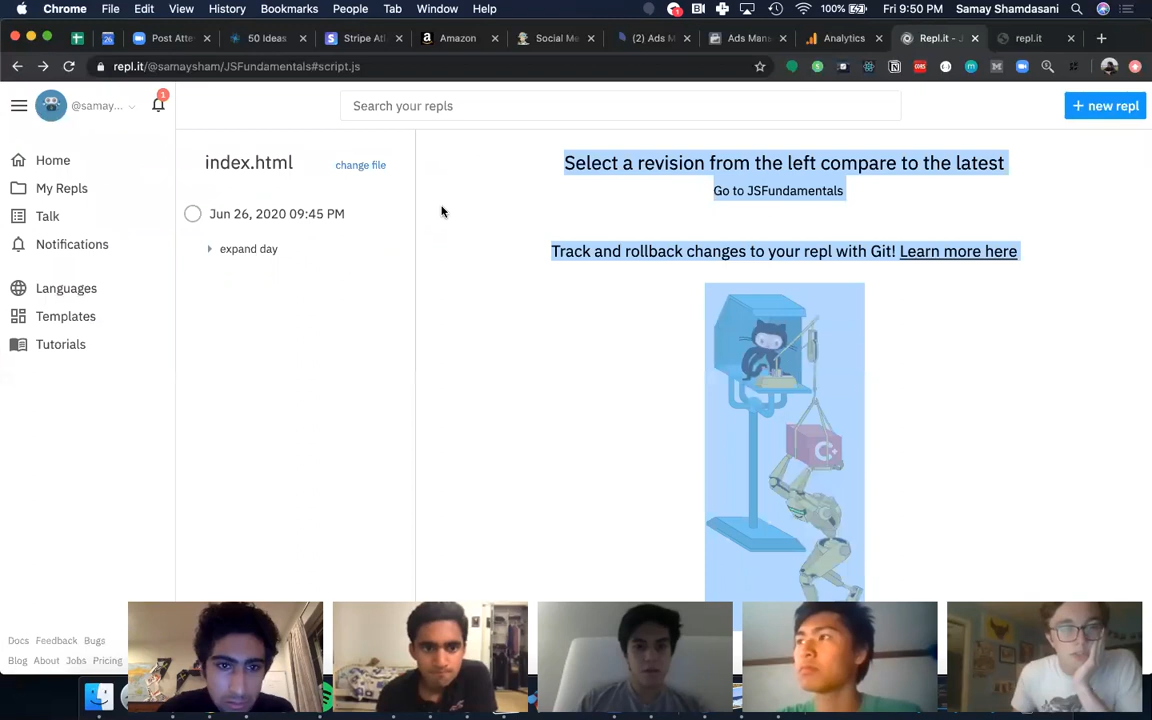 Chrome File Edit View History Bookmarks People Tab Window Help
1
100%
Fri 9:50 PM Samay Shamdasani
26
Post Atte
50 Ideas
Stripe Atl
Amazon
Social Me
(2) Ads M
Ads Mana
Analytics
Repl.it - J
repl.it
repl.it/@samaysham/JSFundamentals#script.js
@samay...
1
Search your repls
+ new repl
Home
My Repls
Talk
Notifications
Languages
Templates
Tutorials
index.html
change file
Jun 26, 2020 09:45 PM
expand day
Select a revision from the left compare to the latest
Go to JSFundamentals
Track and rollback changes to your repl with Git! Learn more here
Docs Feedback Bugs
Blog About Jobs Pricing